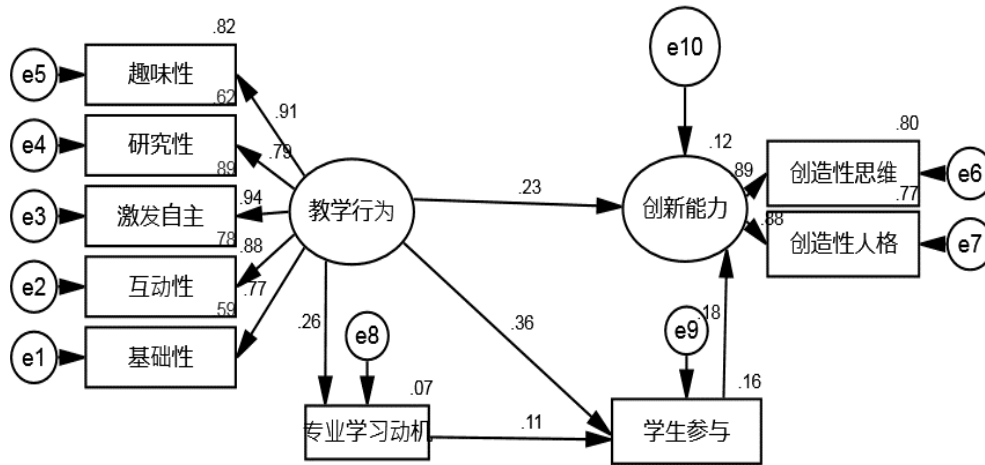 .82
e5
趣味性
.62
.91
e4
研究性
.79
.89
e3
激发自主
.94
.78
e2
互动性
.88
.59
e1
基础性
.77
教学行为
.23
e10
.12
创新能力
.89
.80
创造性思维
e6
.77
.88
创造性人格
e7
.26
e8
.36
e9
.18
.07
专业学习动机
.11
.16
学生参与